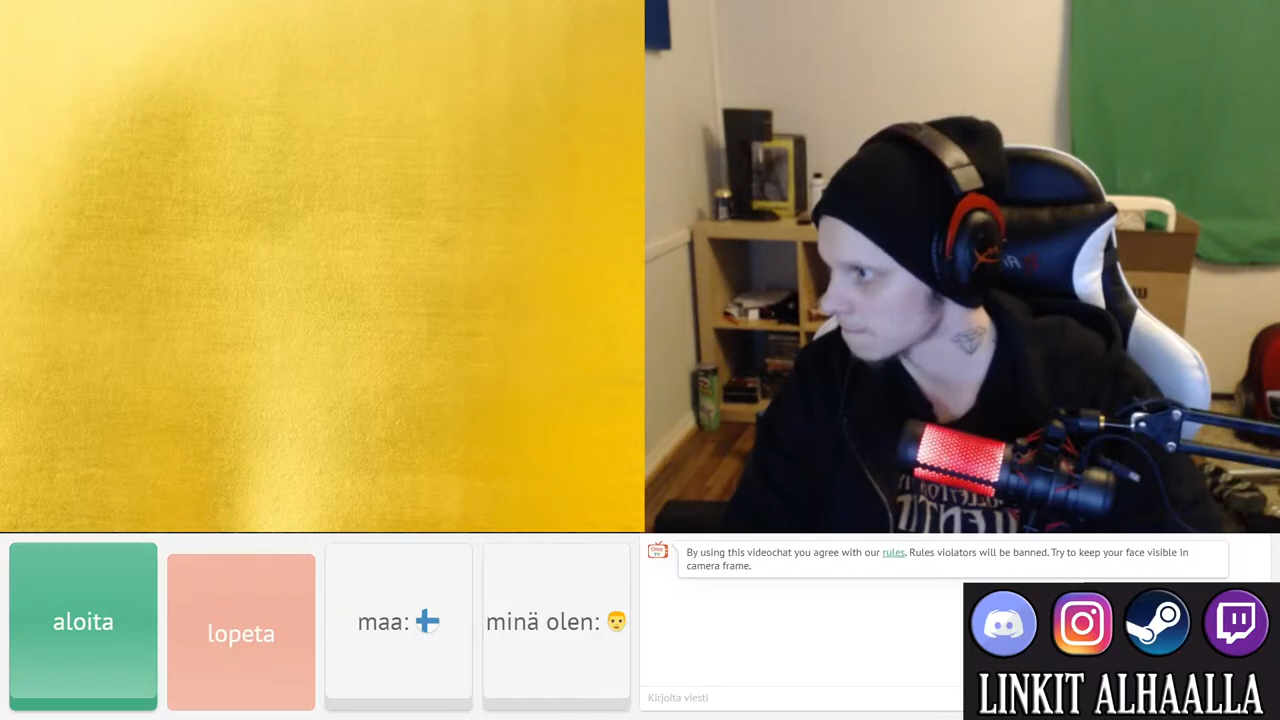 By using this videochat you agree with our rules. Rules violators will be banned. Try to keep your face visible in
camera frame.
aloita
lopeta
maa:
minä olen:
Kirjoita viesti
LINKIT ALHAALLA